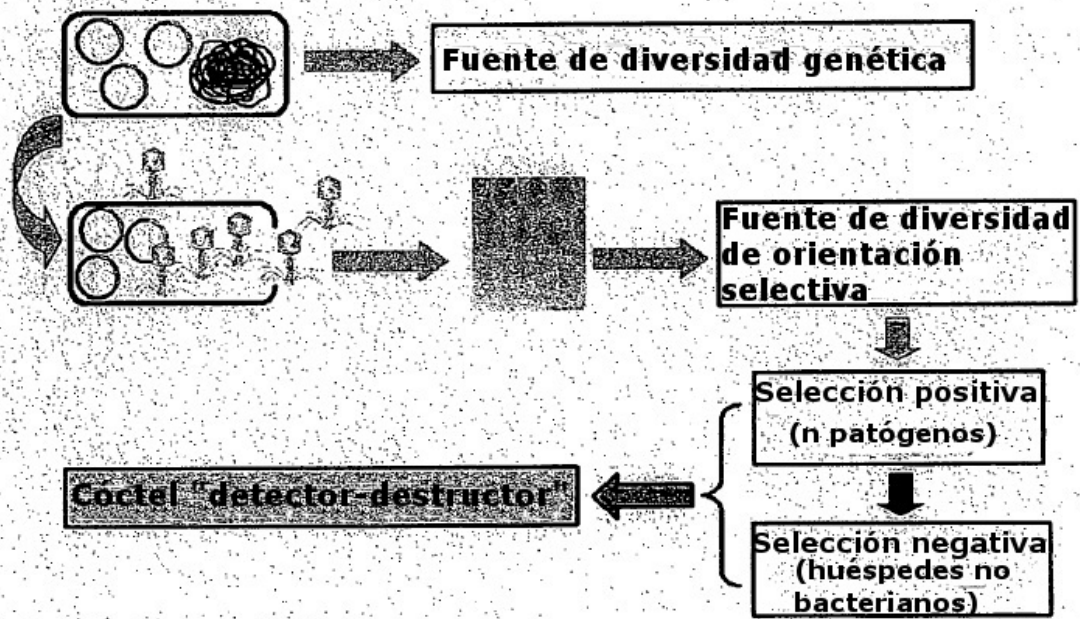 Fuente de diversidad genética
Fuente de diversidad
de orientación
selectiva
Selección positiva
(n patógenos)
Cóctel "detector-destructor"
Selección negativa
(huéspedes no
bacterianos)